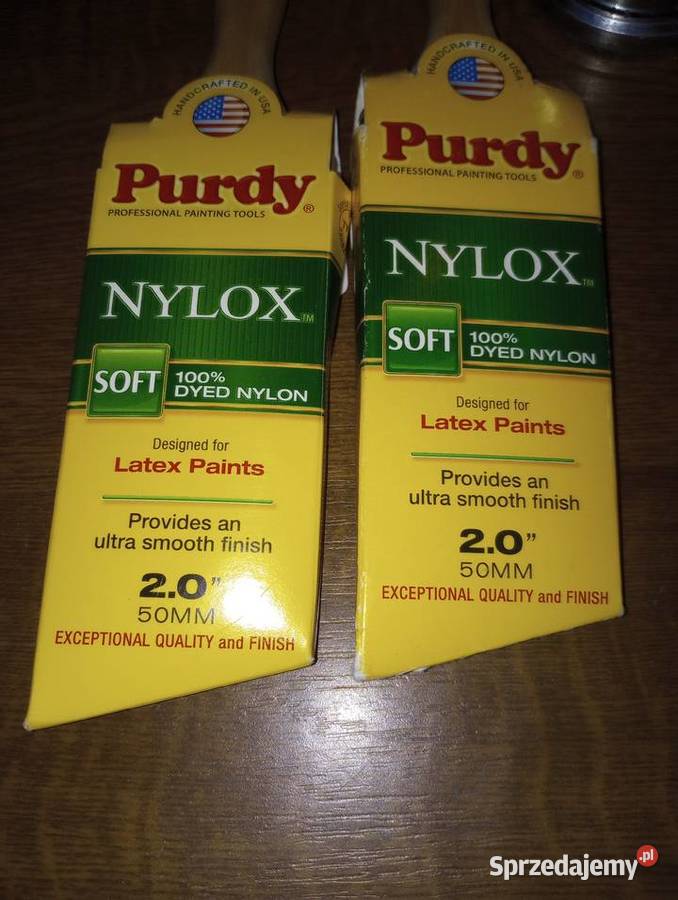 HANDCRAFTED IN USA
Purdy®
PROFESSIONAL PAINTING TOOLS
NYLOX™
SOFT
100%
DYED NYLON
Designed for
Latex Paints
Provides an
ultra smooth finish
2.0"
50MM
EXCEPTIONAL QUALITY and FINISH
HANDCRAFTED IN USA
Purdy®
PROFESSIONAL PAINTING TOOLS
NYLOX™
SOFT
100%
DYED NYLON
Designed for
Latex Paints
Provides an
ultra smooth finish
2.0"
50MM
EXCEPTIONAL QUALITY and FINISH
Sprzedajemy.pl